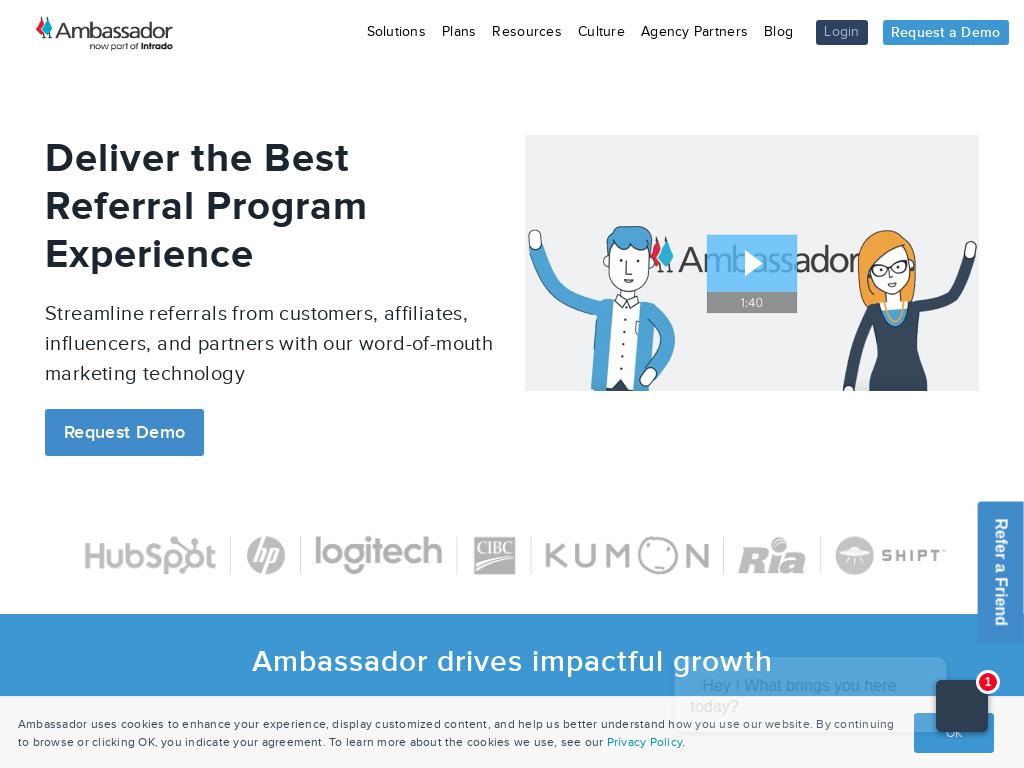 Ambassador
now part of Intrado
Solutions Plans Resources Culture Agency Partners Blog Login Request a Demo
Deliver the Best
Referral Program
Experience
Streamline referrals from customers, affiliates,
influencers, and partners with our word-of-mouth
marketing technology
Request Demo
Ambassador
1:40
HubSpot hp logitech CIBC KUMON Ria SHIPT
Refer a Friend
Ambassador drives impactful growth
Hey ! What brings you here
today?
1
Ambassador uses cookies to enhance your experience, display customized content, and help us better understand how you use our website. By continuing
to browse or clicking OK, you indicate your agreement. To learn more about the cookies we use, see our Privacy Policy.
OK